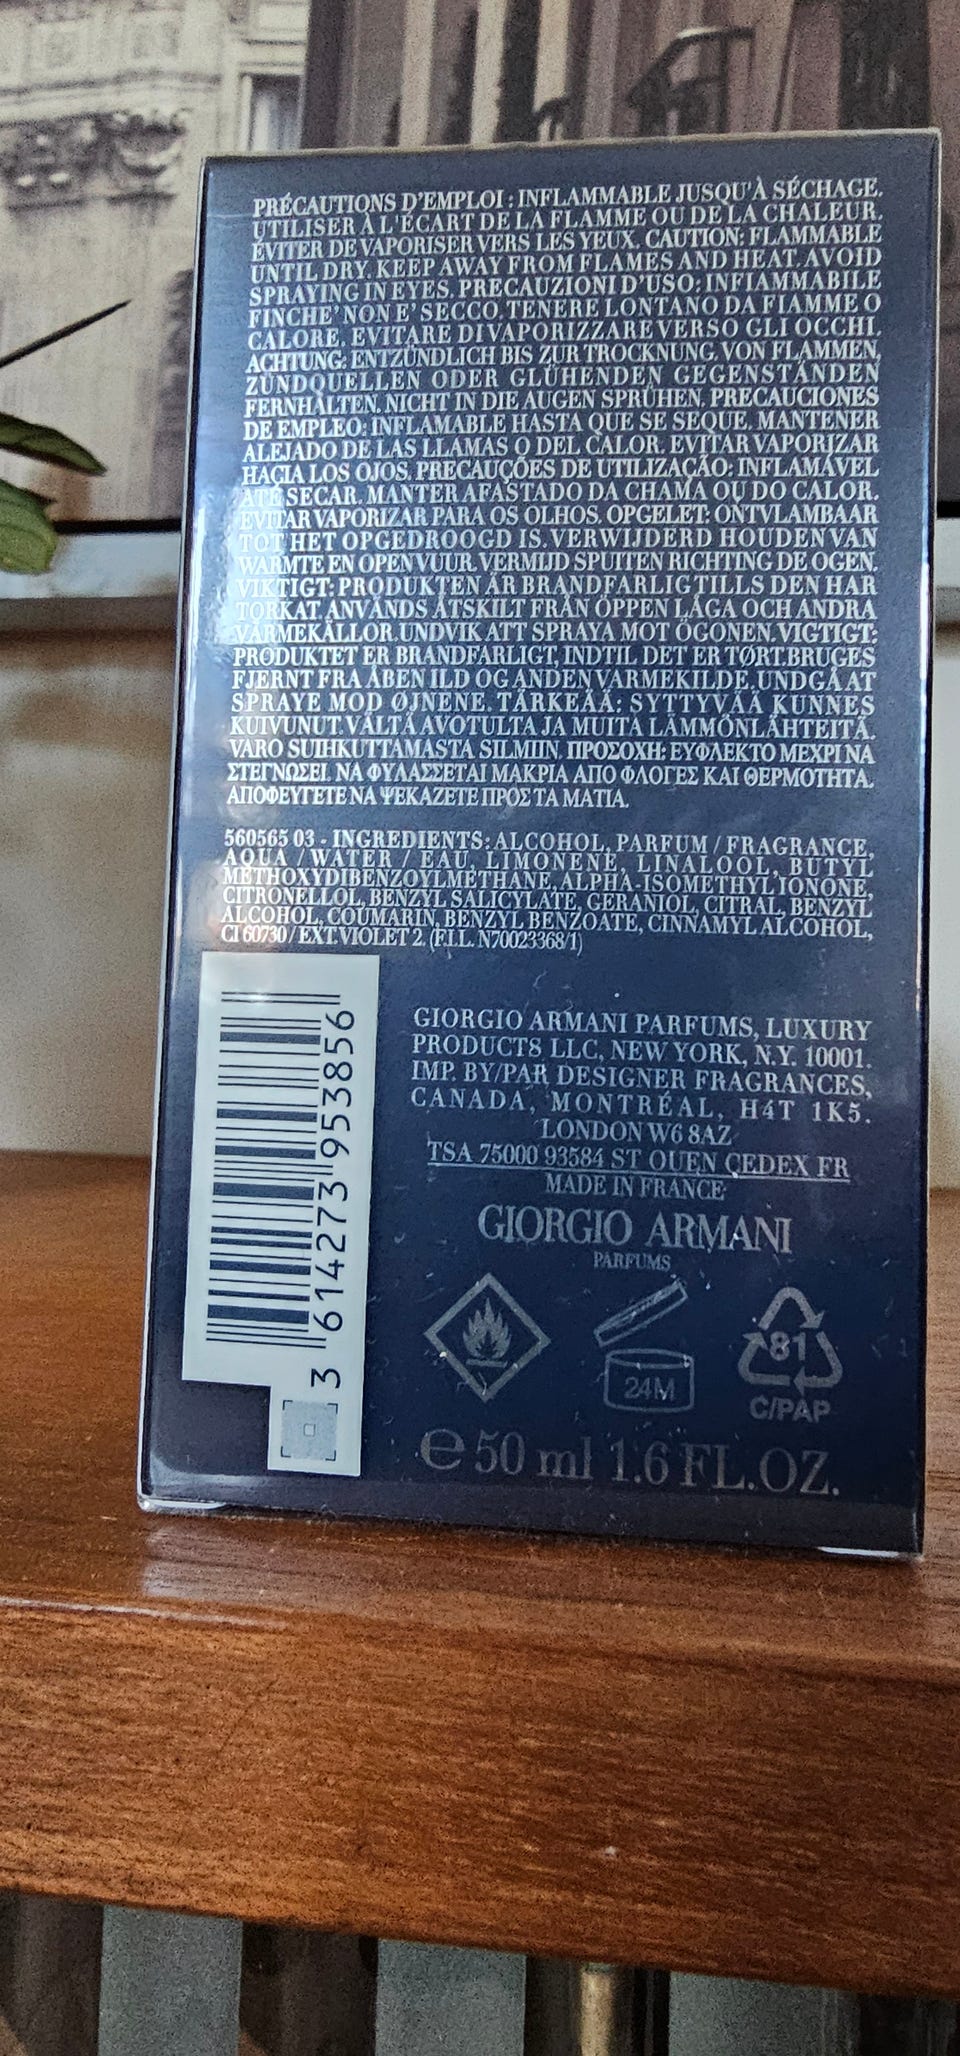 PRÉCAUTIONS D'EMPLOI : INFLAMMABLE JUSQU'À SÉCHAGE.
UTILISER À L'ÉCART DE LA FLAMME OU DE LA CHALEUR.
ÉVITER DE VAPORISER VERS LES YEUX. CAUTION: FLAMMABLE
UNTIL DRY. KEEP AWAY FROM FLAMES AND HEAT. AVOID
SPRAYING IN EYES. PRECAUZIONI D'USO: INFIAMMABILE
FINCHE' NON E' SECCO TENERE LONTANO DA FIAMME O
CALORE. EVITARE DI VAPORIZZARE VERSO GLI OCCHI.
ACHTUNG: ENTZÜNDLICH BIS ZUR TROCKNUNG. VON FLAMMEN,
ZÜNDQUELLEN ODER GLÜHENDEN GEGENSTÄNDEN
FERNHALTEN. NICHT IN DIE AUGEN SPRÜHEN. PRECAUCIONES
DE EMPLEO: INFLAMABLE HASTA QUE SE SEQUE. MANTENER
ALEJADO DE LAS LLAMAS O DEL CALOR. EVITAR VAPORIZAR
HACIA LOS OJOS. PRECAUÇÕES DE UTILIZAÇÃO: INFLAMÁVEL
ATÉ SECAR. MANTER AFASTADO DA CHAMA OU DO CALOR.
EVITAR VAPORIZAR PARA OS OLHOS. OPGELET: ONTVLAMBAAR
TOT HET OPGEDROOGD IS. VERWIJDERD HOUDEN VAN
WARMTE EN OPEN VUUR. VERMIJD SPUITEN RICHTING DE OGEN.
VIKTIGT: PRODUKTEN ÄR BRANDFARLIG TILLS DEN HAR
TORKAT. ANVÄNDS ÅTSKILT FRÅN ÖPPEN LÅGA OCH ANDRA
VÄRMEKÄLLOR. UNDVIK ATT SPRAYA MOT ÖGONEN. VIGTIGT:
PRODUKTET ER BRANDFARLIGT, INDTIL DET ER TØRT. BRUGES
FJERNT FRA ÅBEN ILD OG ANDEN VARMEKILDE. UNDGÅ AT
SPRAYE MOD ØJNENE. TÄRKEÄÄ: SYTTYVÄÄ KUNNES
KUIVUNUT. VÄLTÄ AVOTULTA JA MUITA LÄMMÖNLÄHTEITÄ.
VARO SUIHKUTTAMASTA SILMIIN. ΠΡΟΣΟΧΗ: ΕΥΦΛΕΚΤΟ ΜΕΧΡΙ ΝΑ
ΣΤΕΓΝΩΣΕΙ. ΝΑ ΦΥΛΑΣΣΕΤΑΙ ΜΑΚΡΙΑ ΑΠΟ ΦΛΟΓΕΣ ΚΑΙ ΘΕΡΜΟΤΗΤΑ.
ΑΠΟΦΕΥΓΕΤΕ ΝΑ ΨΕΚΑΖΕΤΕ ΠΡΟΣ ΤΑ ΜΑΤΙΑ.
560565 03 - INGREDIENTS: ALCOHOL, PARFUM / FRAGRANCE,
AQUA / WATER / EAU, LIMONENE, LINALOOL, BUTYL
METHOXYDIBENZOYLMETHANE, ALPHA-ISOMETHYL IONONE,
CITRONELLOL, BENZYL SALICYLATE, GERANIOL, CITRAL, BENZYL
ALCOHOL, COUMARIN, BENZYL BENZOATE, CINNAMYL ALCOHOL,
CI 60730 / EXT. VIOLET 2. (F.I.L. N70023368/1)
3 614273 953856
GIORGIO ARMANI PARFUMS, LUXURY
PRODUCTS LLC, NEW YORK, N.Y. 10001.
IMP. BY/PAR DESIGNER FRAGRANCES,
CANADA, MONTRÉAL, H4T 1K5.
LONDON W6 8AZ
TSA 75000 93584 ST OUEN CEDEX FR
MADE IN FRANCE
GIORGIO ARMANI
PARFUMS
24M
81
C/PAP
℮ 50 ml 1.6 FL.OZ.